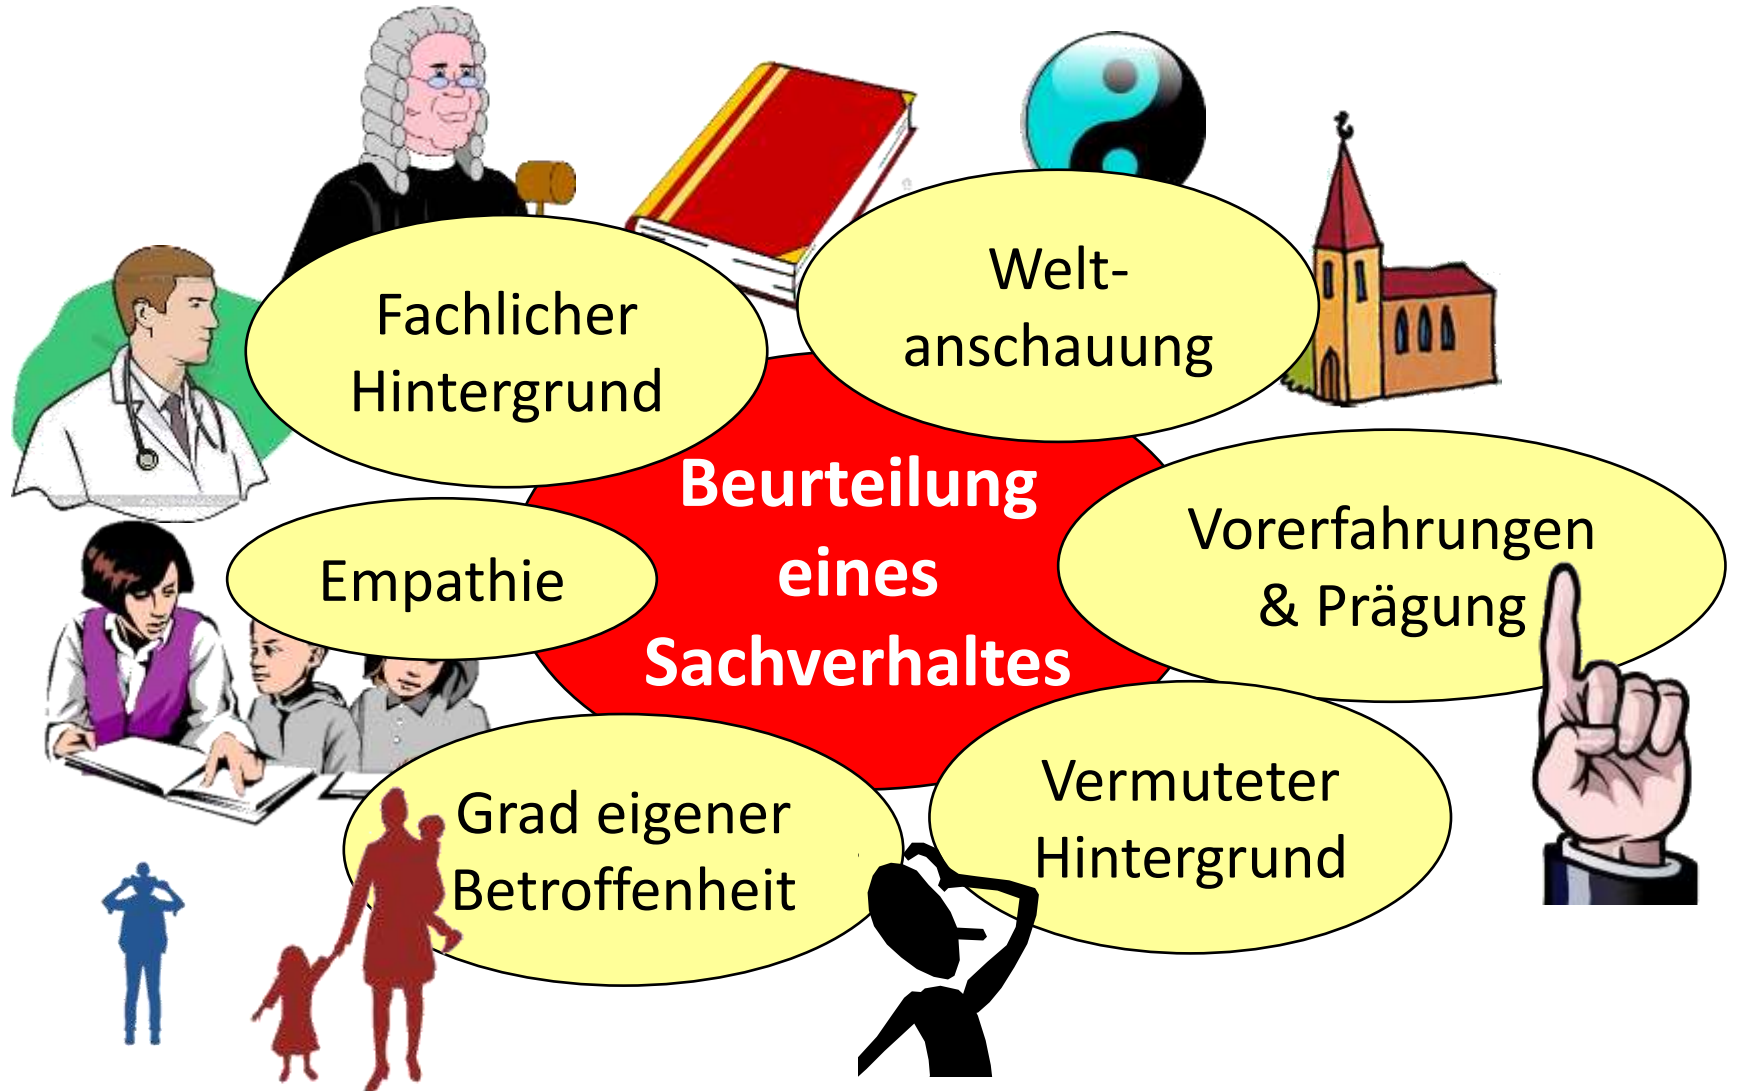 Fachlicher
Hintergrund
Welt-
anschauung
Beurteilung
eines
Sachverhaltes
Empathie
Vorerfahrungen
& Prägung
Grad eigener
Betroffenheit
Vermuteter
Hintergrund